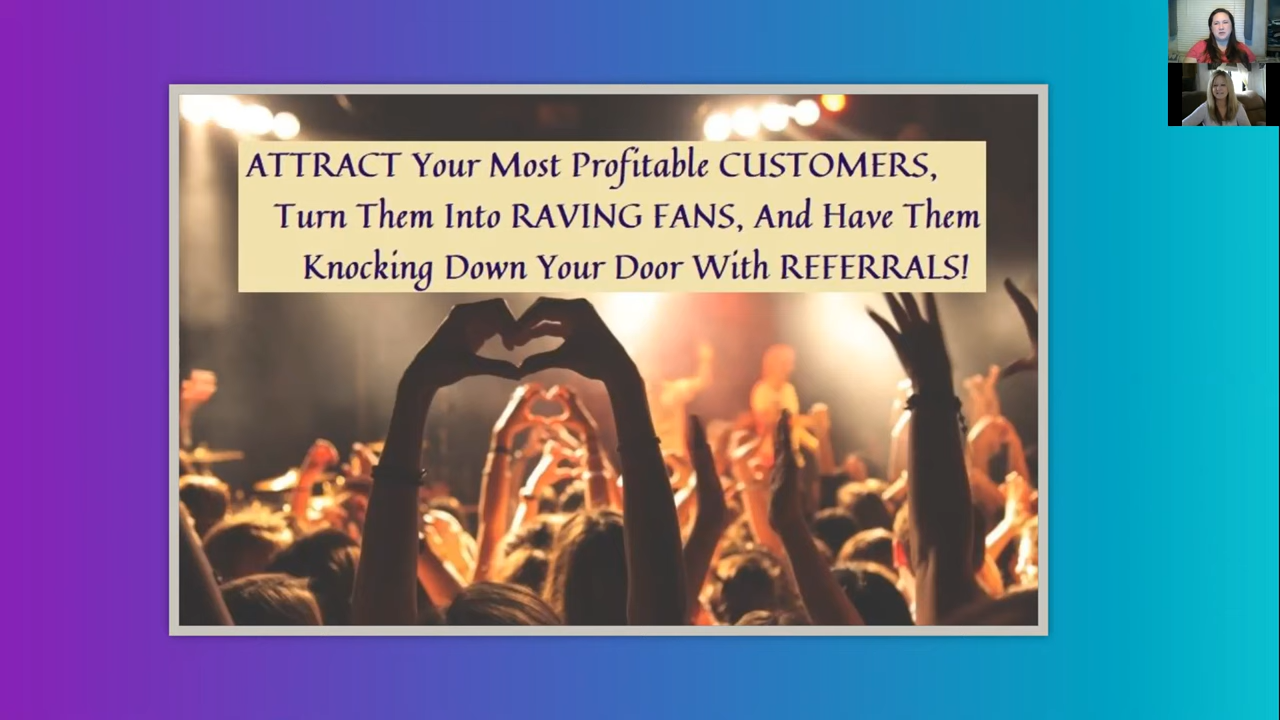 ATTRACT Your Most Profitable CUSTOMERS,
Turn Them Into RAVING FANS, And Have Them
Knocking Down Your Door With REFERRALS!